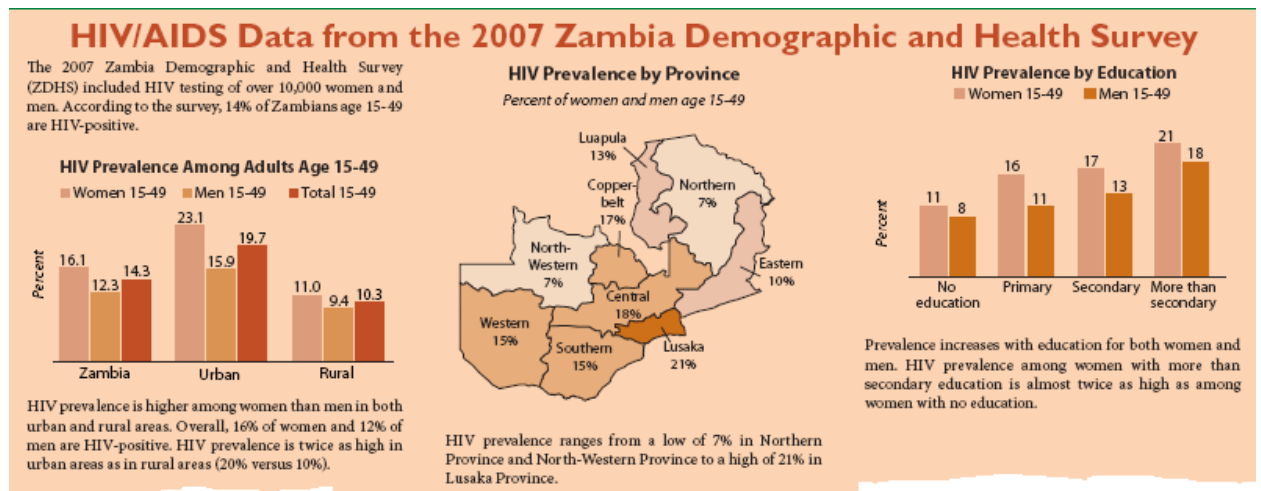 HIV/AIDS Data from the 2007 Zambia Demographic and Health Survey
The 2007 Zambia Demographic and Health Survey
(ZDHS) included HIV testing of over 10,000 women and
men. According to the survey, 14% of Zambians age 15-49
are HIV-positive.
HIV Prevalence Among Adults Age 15-49
Women 15-49 Men 15-49 Total 15-49
Percent
16.1 12.3 14.3
23.1 15.9 19.7
11.0 9.4 10.3
Zambia Urban Rural
HIV prevalence is higher among women than men in both
urban and rural areas. Overall, 16% of women and 12% of
men are HIV-positive. HIV prevalence is twice as high in
urban areas as in rural areas (20% versus 10%).
HIV Prevalence by Province
Percent of women and men age 15-49
Luapula
13%
Copper-
belt
17%
Northern
7%
North-
Western
7%
Eastern
10%
Central
18%
Western
15%
Southern
15%
Lusaka
21%
HIV prevalence ranges from a low of 7% in Northern
Province and North-Western Province to a high of 21% in
Lusaka Province.
HIV Prevalence by Education
Women 15-49 Men 15-49
Percent
11 8
16 11
17 13
21 18
No
education
Primary
Secondary
More than
secondary
Prevalence increases with education for both women and
men. HIV prevalence among women with more than
secondary education is almost twice as high as among
women with no education.